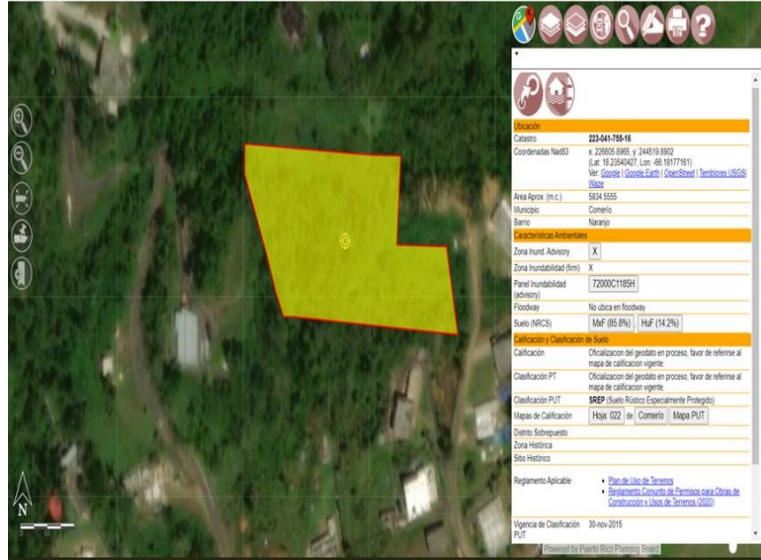 Ubicación
Catastro 223-041-755-16
Coordenadas Nad83 x: 226605.8965, y: 244519.8902
(Lat: 18.23540427, Lon: -66.18177161)
Ver: Google | Google Earth | OpenStreet | Temblores USGS|
Waze
Area Aprox. (m.c.) 5834.5555
Municipio Comerío
Barrio Naranjo
Características Ambientales
Zona Inund. Advisory X
Zona Inundabilidad (firm) X
Panel Inundabilidad 72000C1185H
(advisory)
Floodway No ubica en floodway
Suelo (NRCS) MxF (85.8%) HuF (14.2%)
Calificación y Clasificación de Suelo
Calificación Oficializacion del geodato en proceso, favor de referirse al
mapa de calificacion vigente.
Clasificación PT Oficializacion del geodato en proceso, favor de referirse al
mapa de calificacion vigente.
Clasificación PUT SREP (Suelo Rústico Especialmente Protegido)
Mapas de Calificación Hoja: 022 de Comerío Mapa PUT
Distrito Sobrepuesto
Zona Histórica
Sitio Histórico
Reglamento Aplicable
Plan de Uso de Terrenos
Reglamento Conjunto de Permisos para Obras de
Construcción y Usos de Terrenos (2020)
Vigencia de Clasificación 30-nov-2015
PUT
Powered by Puerto Rico Planning Board
N